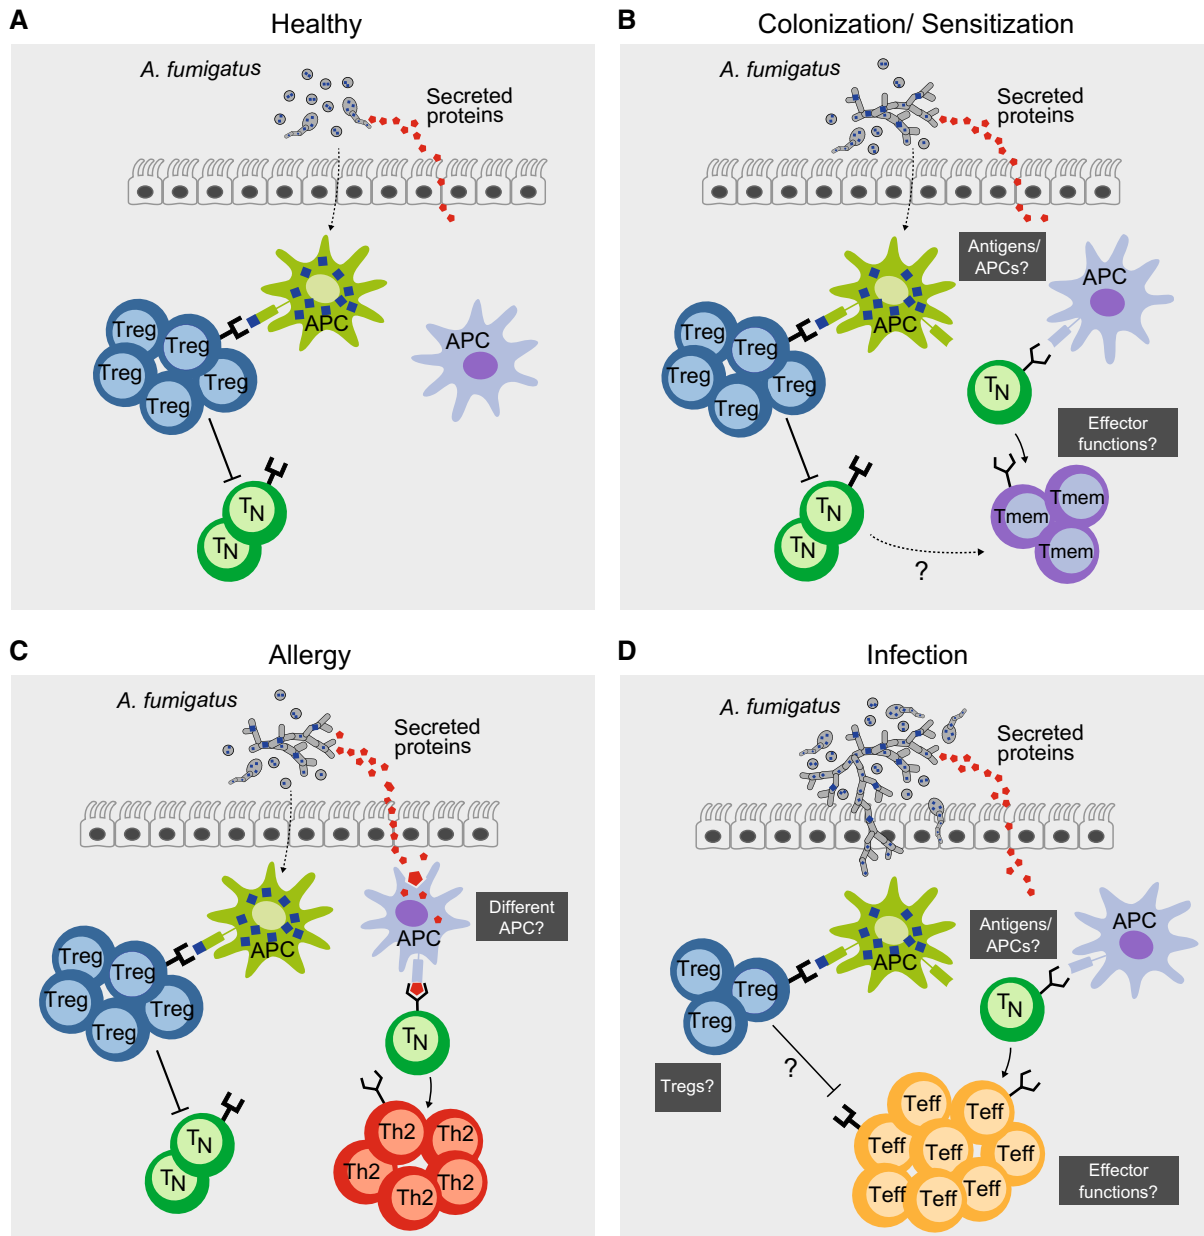 A
Healthy
A. fumigatus
Secreted
proteins
APC
APC
Treg
Treg
Treg
Treg
Treg
TN
TN
B
Colonization/ Sensitization
A. fumigatus
Secreted
proteins
Antigens/
APCs?
APC
APC
Treg
Treg
Treg
Treg
Treg
TN
Effector
functions?
TN
TN
Tmem
Tmem
Tmem
?
C
Allergy
A. fumigatus
Secreted
proteins
Different
APC?
APC
APC
Treg
Treg
Treg
Treg
Treg
TN
TN
TN
Th2
Th2
Th2
Th2
Th2
D
Infection
A. fumigatus
Secreted
proteins
Antigens/
APCs?
APC
APC
Treg
Treg
Treg
TN
Tregs?
?
Teff
Teff
Teff
Teff
Teff
Teff
Teff
Teff
Effector
functions?